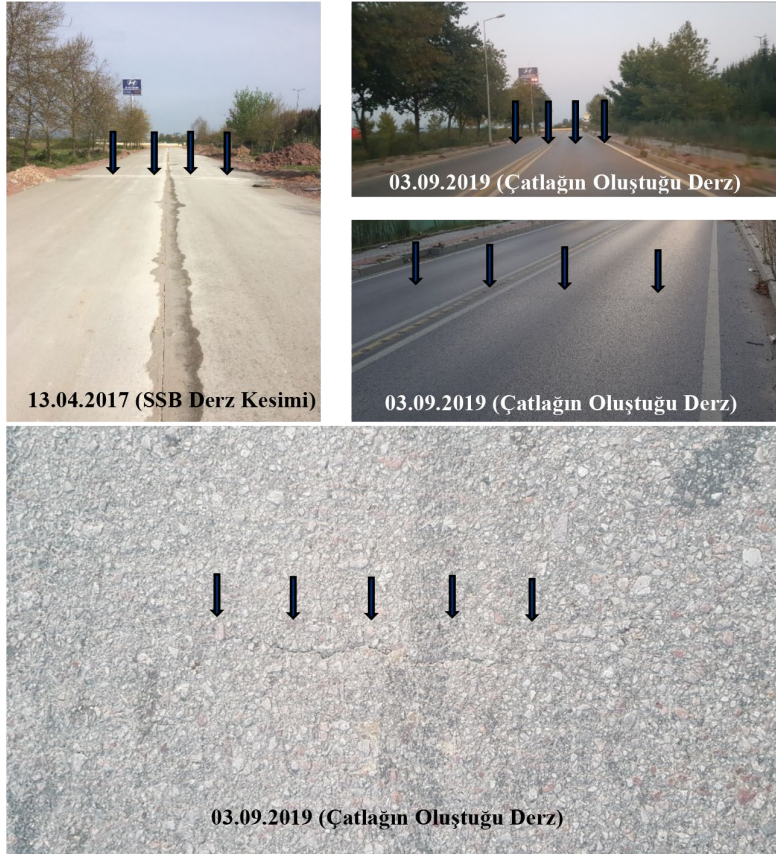 13.04.2017 (SSB Derz Kesimi)
03.09.2019 (Çatlağın Oluştuğu Derz)
03.09.2019 (Çatlağın Oluştuğu Derz)
03.09.2019 (Çatlağın Oluştuğu Derz)